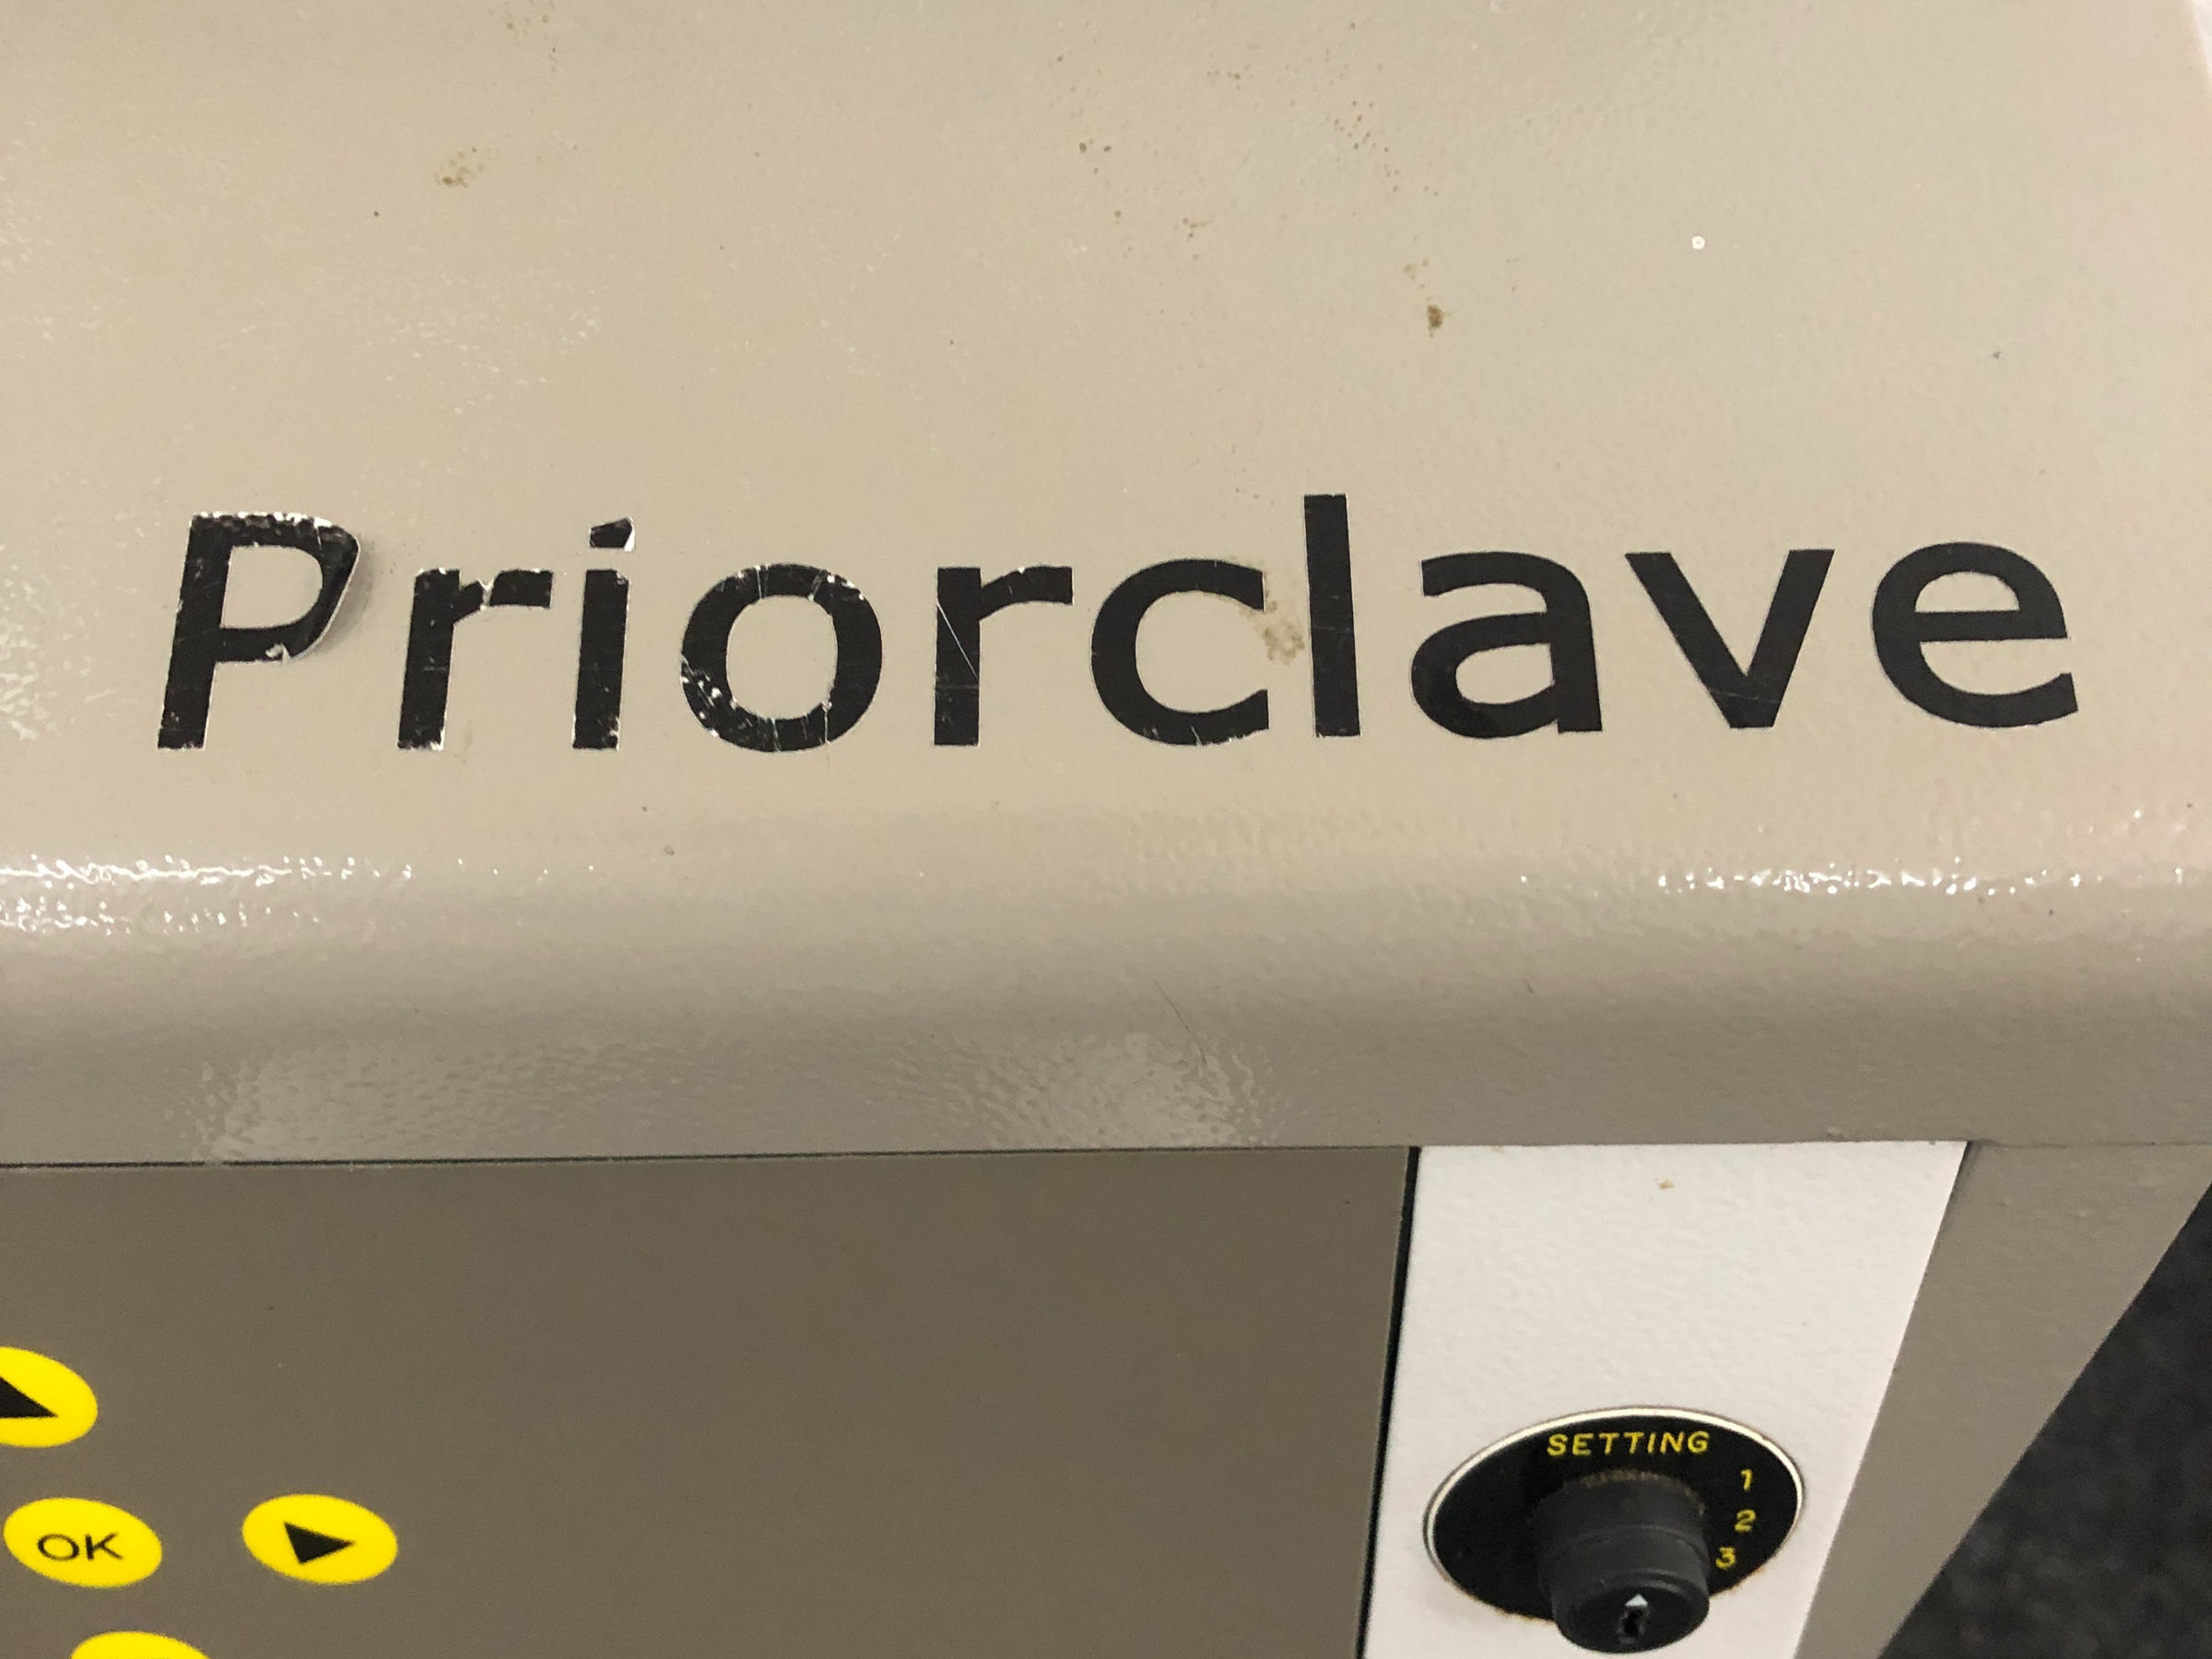 Priorclave
SETTING
1
2
3
OK